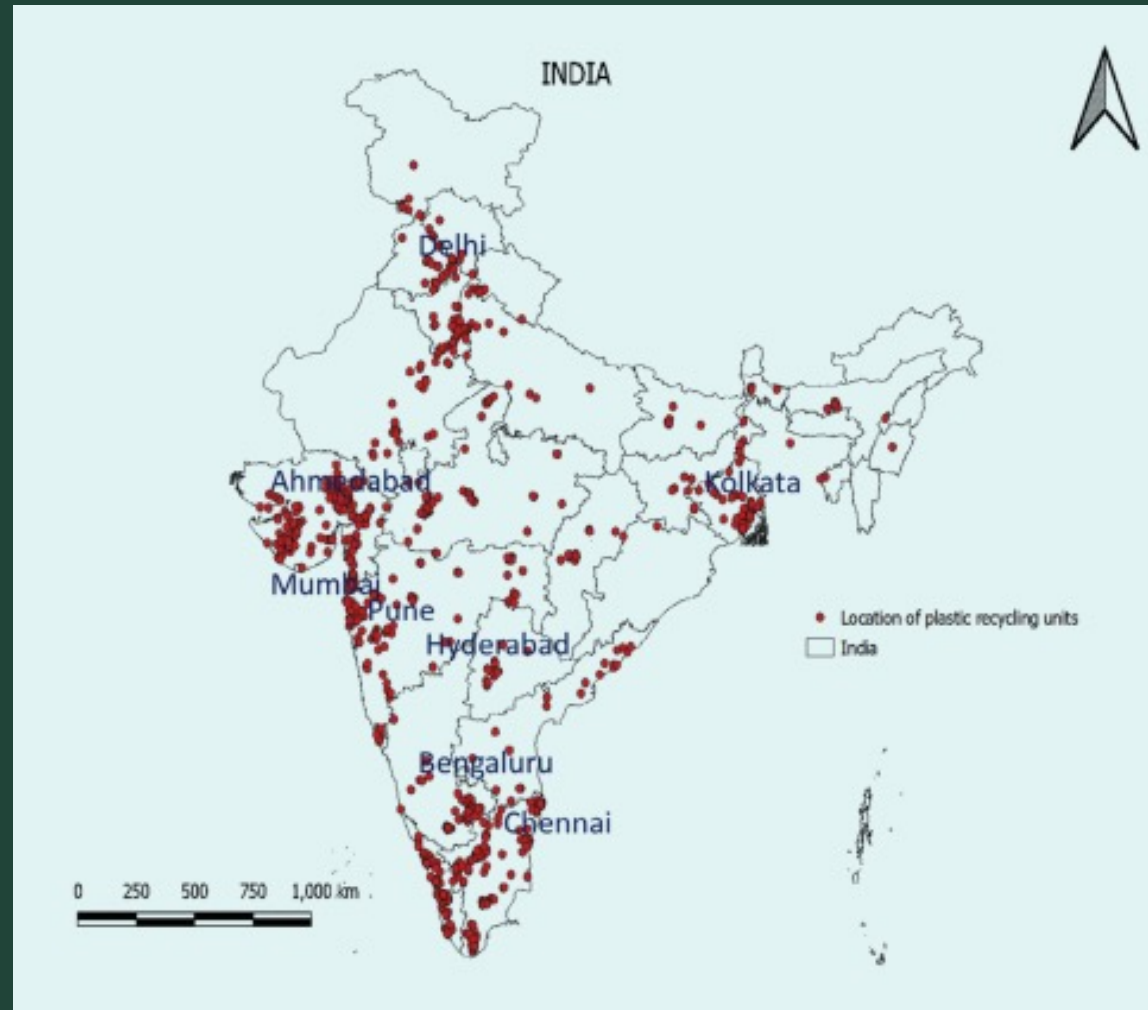 INDIA
Delhi
Ahmedabad
Kolkata
Mumbai
Pune
Location of plastic recycling units
Hyderabad
India
Bengaluru
Chennai
0 250 500 750 1,000 km